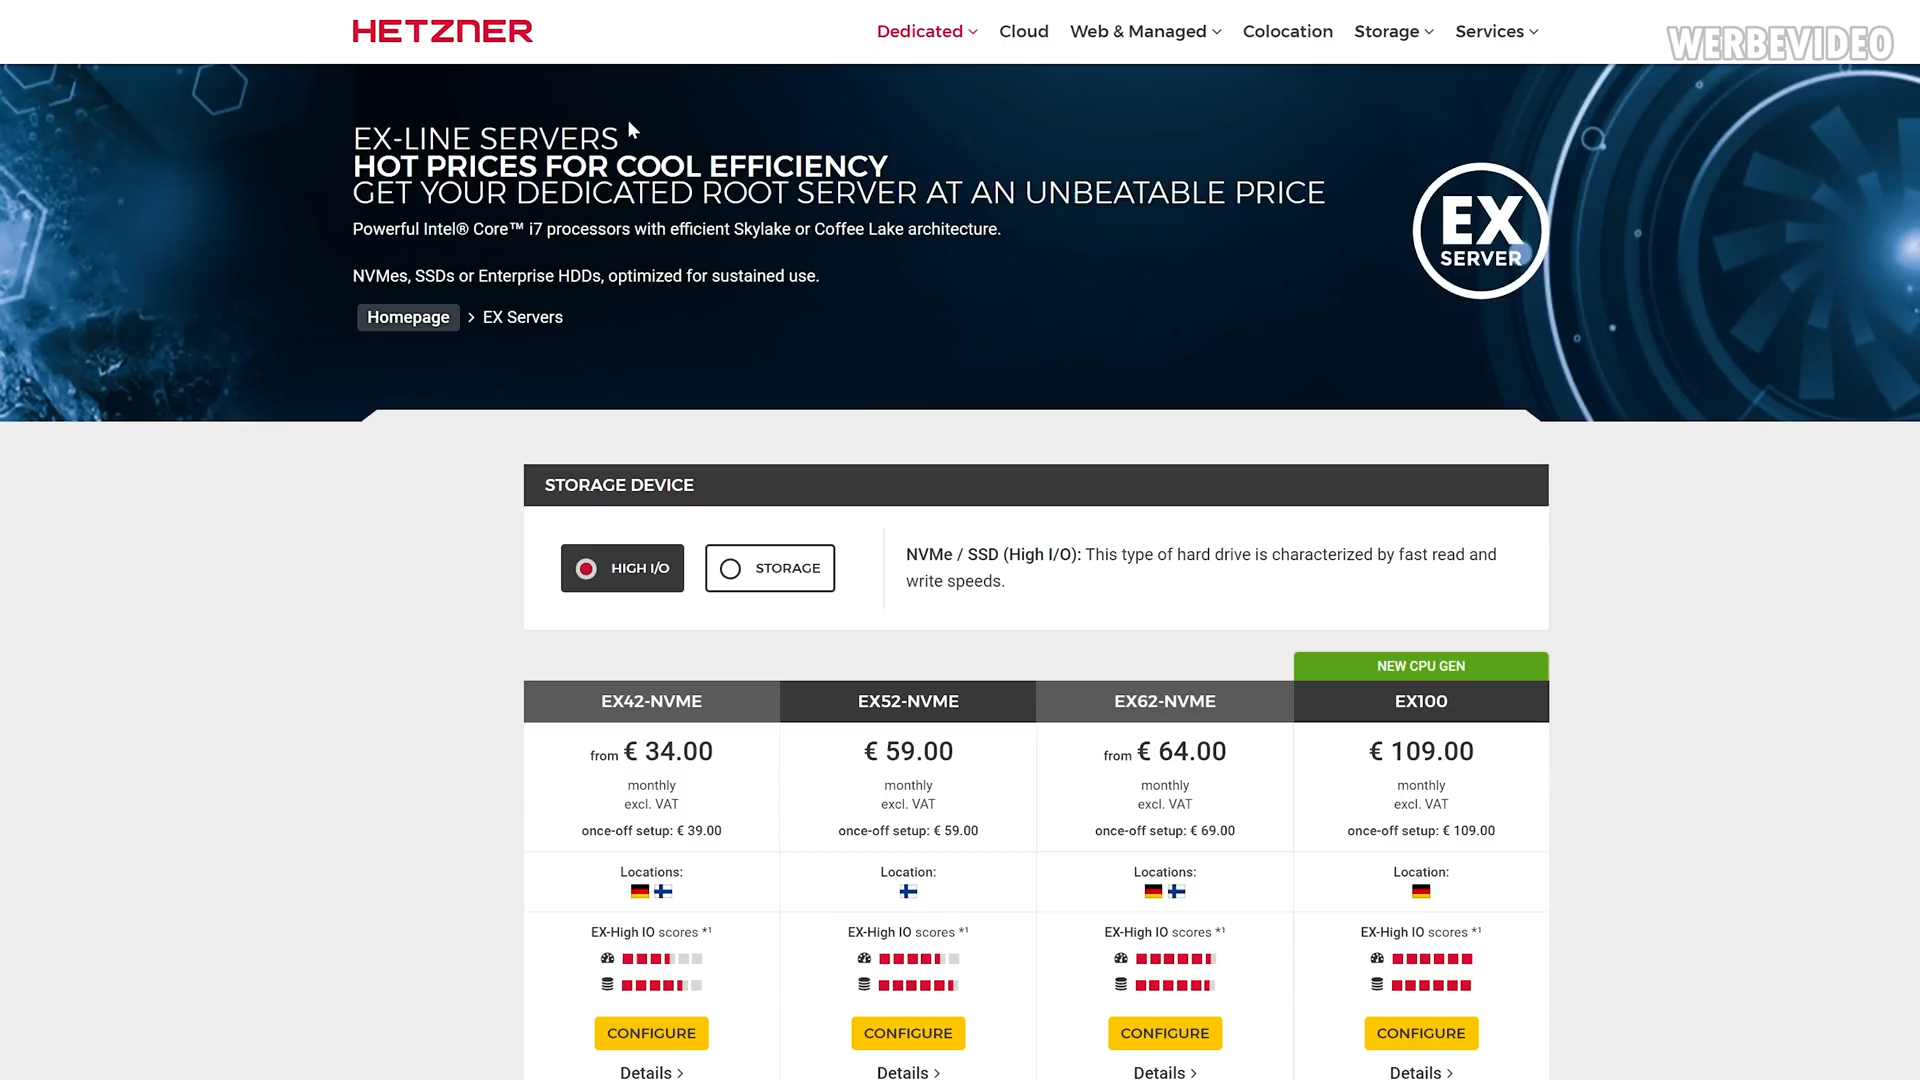 HETZNER
Dedicated Cloud Web & Managed Colocation Storage Services
WERBEVIDEO
EX-LINE SERVERS
HOT PRICES FOR COOL EFFICIENCY
GET YOUR DEDICATED ROOT SERVER AT AN UNBEATABLE PRICE
Powerful Intel® Core™ i7 processors with efficient Skylake or Coffee Lake architecture.
NVMes, SSDs or Enterprise HDDs, optimized for sustained use.
EX
SERVER
Homepage > EX Servers
STORAGE DEVICE
HIGH I/O STORAGE
NVMe / SSD (High I/O): This type of hard drive is characterized by fast read and
write speeds.
NEW CPU GEN
EX42-NVME EX52-NVME EX62-NVME EX100
from € 34.00 € 59.00 from € 64.00 € 109.00
monthly monthly monthly monthly
excl. VAT excl. VAT excl. VAT excl. VAT
once-off setup: € 39.00 once-off setup: € 59.00 once-off setup: € 69.00 once-off setup: € 109.00
Locations: Location: Locations: Location:
EX-High IO scores *¹ EX-High IO scores *¹ EX-High IO scores *¹ EX-High IO scores *¹
CONFIGURE CONFIGURE CONFIGURE CONFIGURE
Details > Details > Details > Details >